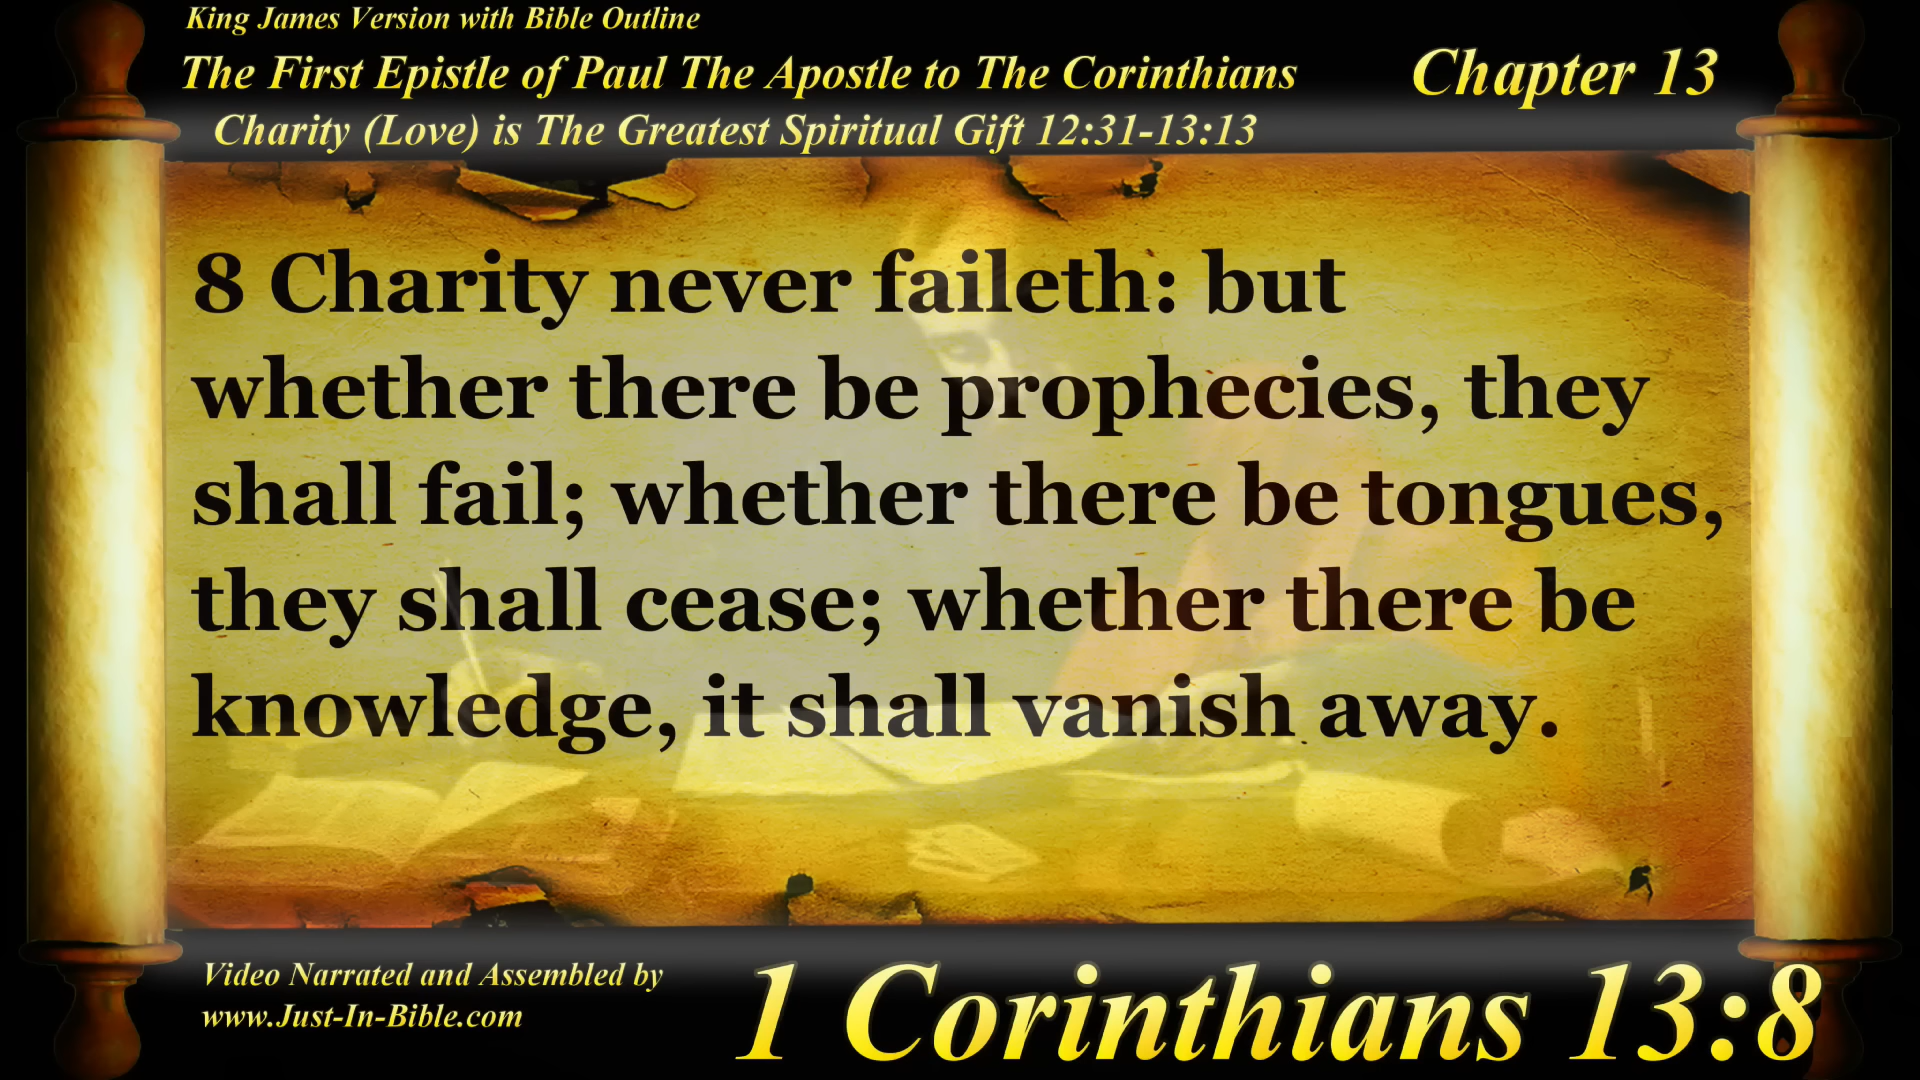 King James Version with Bible Outline
The First Epistle of Paul The Apostle to The Corinthians
Chapter 13
Charity (Love) is The Greatest Spiritual Gift 12:31-13:13
8 Charity never faileth: but
whether there be prophecies, they
shall fail; whether there be tongues,
they shall cease; whether there be
knowledge, it shall vanish away.
Video Narrated and Assembled by
www.Just-In-Bible.com
1 Corinthians 13:8